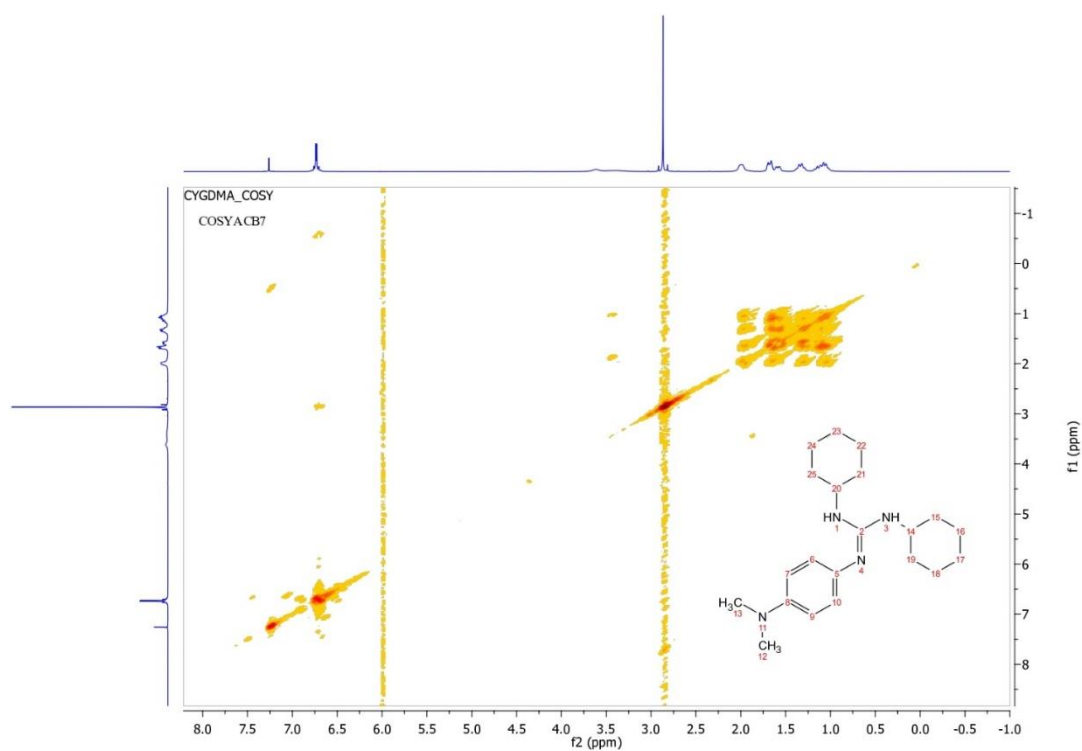 CYGDMA_COSY
COSYACB7
-1
0
1
2
3
4
5
6
7
8
f1 (ppm)
8.0 7.5 7.0 6.5 6.0 5.5 5.0 4.5 4.0 3.5 3.0 2.5 2.0 1.5 1.0 0.5 0.0 -0.5 -1.0
f2 (ppm)
23
24 22
25 21
20
HN NH
1 2 3
14 15 16
19 18 17
N
4
6
7 5
8 10
9
H₃C
13
N
11
CH₃
12